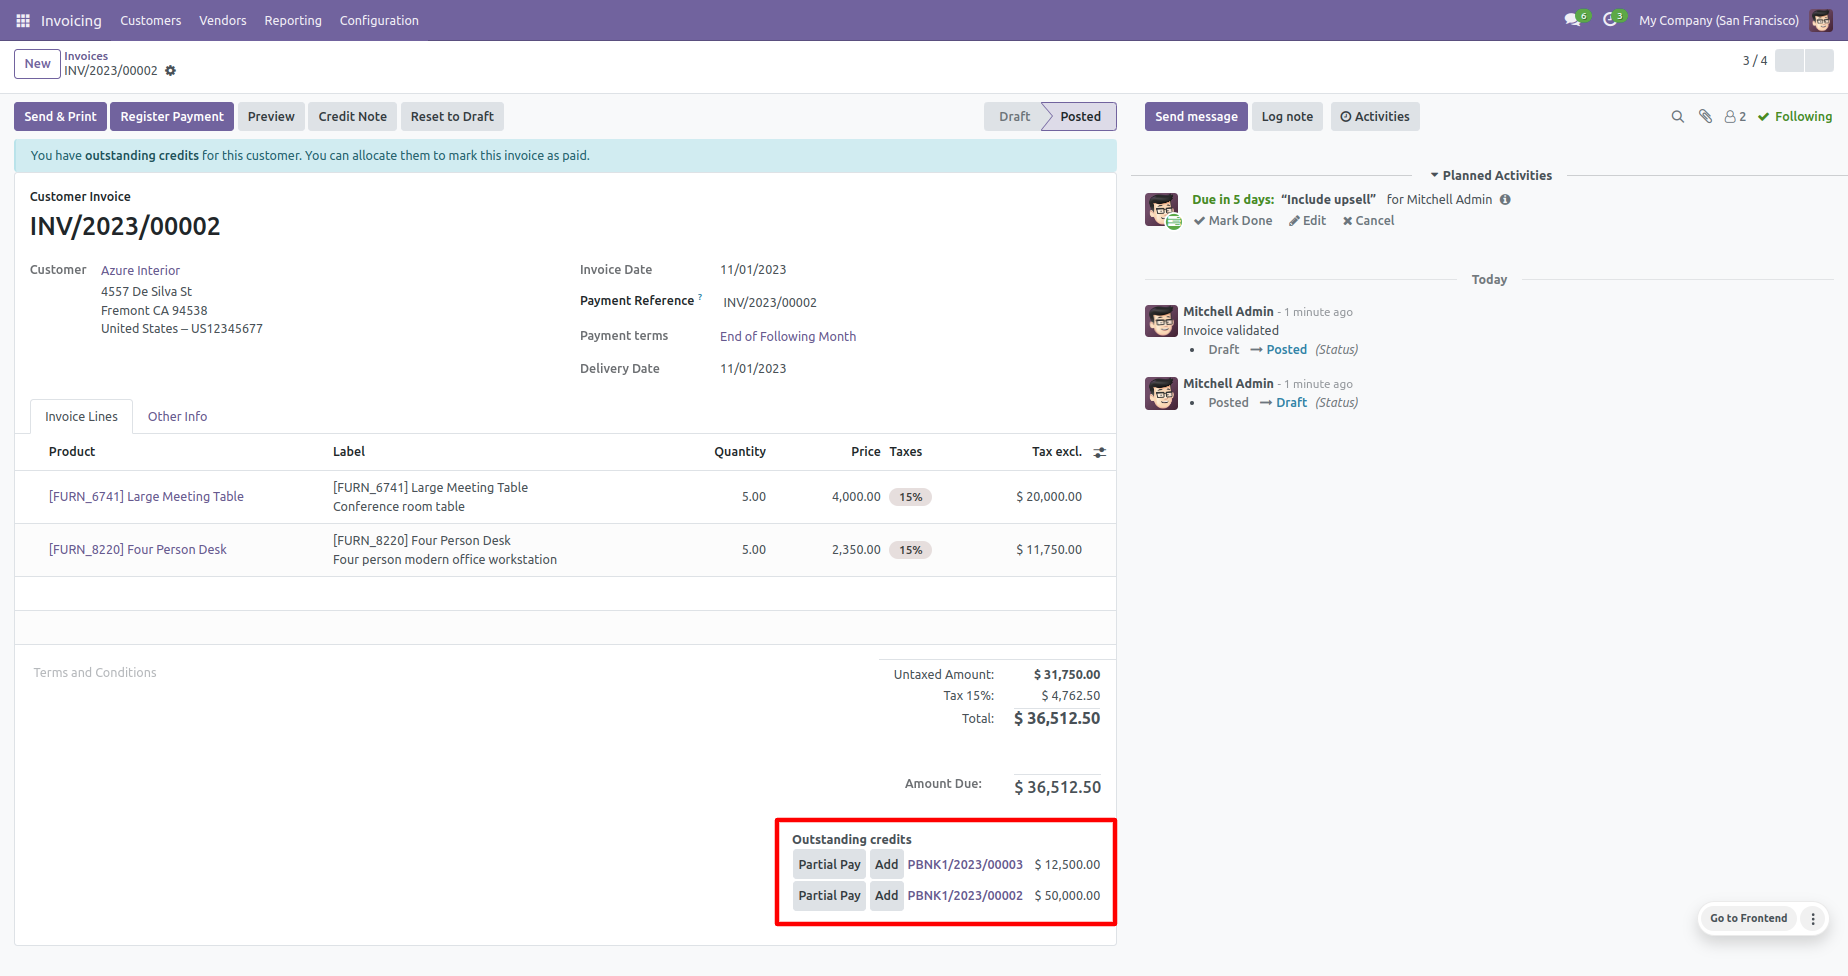 Invoicing Customers Vendors Reporting Configuration 6 3 My Company (San Francisco)
New Invoices
INV/2023/00002
3 / 4
Send & Print Register Payment Preview Credit Note Reset to Draft Draft Posted
You have outstanding credits for this customer. You can allocate them to mark this invoice as paid.
Customer Invoice
INV/2023/00002
Customer Azure Interior
4557 De Silva St
Fremont CA 94538
United States – US12345677
Invoice Date 11/01/2023
Payment Reference ? INV/2023/00002
Payment terms End of Following Month
Delivery Date 11/01/2023
Invoice Lines Other Info
Product Label Quantity Price Taxes Tax excl.
[FURN_6741] Large Meeting Table [FURN_6741] Large Meeting Table 5.00 4,000.00 15% $ 20,000.00
Conference room table
[FURN_8220] Four Person Desk [FURN_8220] Four Person Desk 5.00 2,350.00 15% $ 11,750.00
Four person modern office workstation
Terms and Conditions
Untaxed Amount: $ 31,750.00
Tax 15%: $ 4,762.50
Total: $ 36,512.50
Amount Due: $ 36,512.50
Outstanding credits
Partial Pay Add PBNK1/2023/00003 $ 12,500.00
Partial Pay Add PBNK1/2023/00002 $ 50,000.00
Send message Log note Activities 2 Following
Planned Activities
Due in 5 days: “Include upsell” for Mitchell Admin
Mark Done Edit Cancel
Today
Mitchell Admin - 1 minute ago
Invoice validated
• Draft → Posted (Status)
Mitchell Admin - 1 minute ago
• Posted → Draft (Status)
Go to Frontend